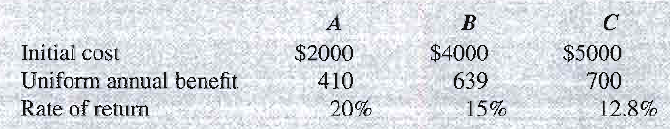 A B C
Initial cost $2000 $4000 $5000
Uniform annual benefit 410 639 700
Rate of return 20% 15% 12.8%